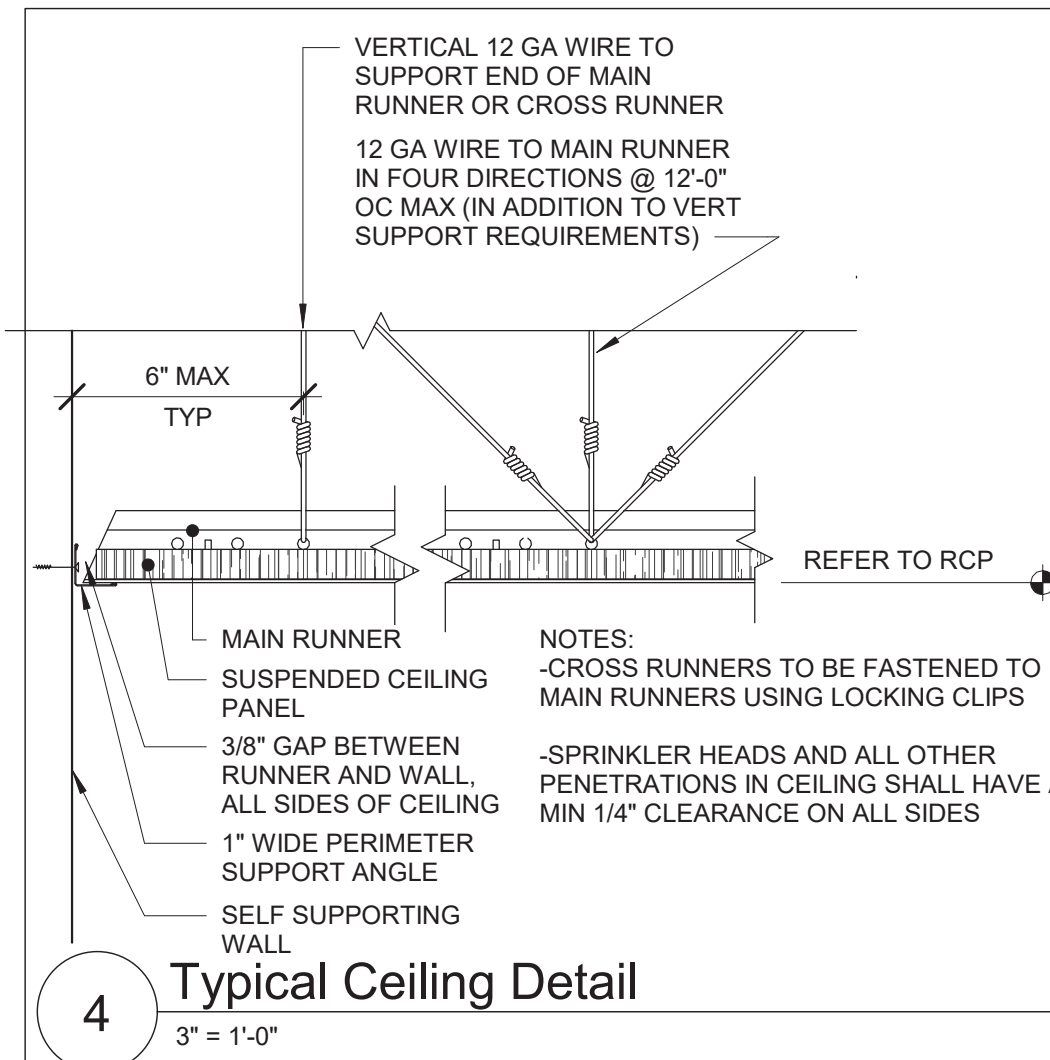 VERTICAL 12 GA WIRE TO
SUPPORT END OF MAIN
RUNNER OR CROSS RUNNER
12 GA WIRE TO MAIN RUNNER
IN FOUR DIRECTIONS @ 12'-0"
OC MAX (IN ADDITION TO VERT
SUPPORT REQUIREMENTS)
6" MAX
TYP
REFER TO RCP
MAIN RUNNER
SUSPENDED CEILING
PANEL
3/8" GAP BETWEEN
RUNNER AND WALL,
ALL SIDES OF CEILING
1" WIDE PERIMETER
SUPPORT ANGLE
SELF SUPPORTING
WALL
NOTES:
-CROSS RUNNERS TO BE FASTENED TO
MAIN RUNNERS USING LOCKING CLIPS
-SPRINKLER HEADS AND ALL OTHER
PENETRATIONS IN CEILING SHALL HAVE A
MIN 1/4" CLEARANCE ON ALL SIDES
4
Typical Ceiling Detail
3" = 1'-0"